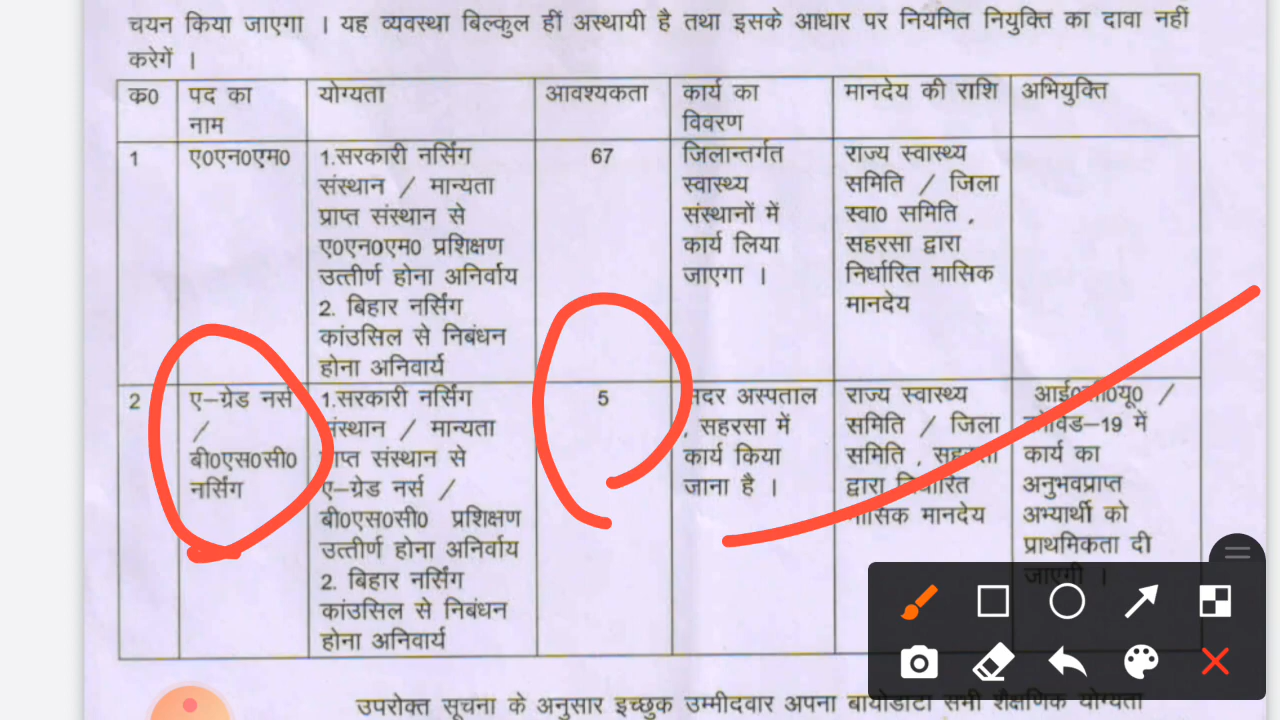 चयन किया जाएगा । यह व्यवस्था बिल्कुल हीं अस्थायी है तथा इसके आधार पर नियमित नियुक्ति का दावा नहीं
करेगें ।
क0
पद का
नाम
योग्यता
आवश्यकता
कार्य का
विवरण
मानदेय की राशि
अभियुक्ति
1
ए0एन0एम0
1.सरकारी नर्सिंग
संस्थान / मान्यता
प्राप्त संस्थान से
ए0एन0एम0 प्रशिक्षण
उत्तीर्ण होना अनिर्वाय
2. बिहार नर्सिंग
कांउसिल से निबंधन
होना अनिवार्य
67
जिलान्तर्गत
स्वास्थ्य
संस्थानों में
कार्य लिया
जाएगा ।
राज्य स्वास्थ्य
समिति / जिला
स्वा0 समिति ,
सहरसा द्वारा
निर्धारित मासिक
मानदेय
2
ए–ग्रेड नर्स
/
बी0एस0सी0
नर्सिंग
1.सरकारी नर्सिंग
संस्थान / मान्यता
प्राप्त संस्थान से
ए–ग्रेड नर्स /
बी0एस0सी0 प्रशिक्षण
उत्तीर्ण होना अनिर्वाय
2. बिहार नर्सिंग
कांउसिल से निबंधन
होना अनिवार्य
5
सदर अस्पताल
, सहरसा में
कार्य किया
जाना है ।
राज्य स्वास्थ्य
समिति / जिला
समिति , सहरसा
द्वारा निर्धारित
मासिक मानदेय
आई0सी0यू0 /
कोविड–19 में
कार्य का
अनुभवप्राप्त
अभ्यार्थी को
प्राथमिकता दी
जाएगी ।
उपरोक्त सूचना के अनुसार इच्छुक उम्मीदवार अपना बायोडाटा सभी शैक्षणिक योग्यता